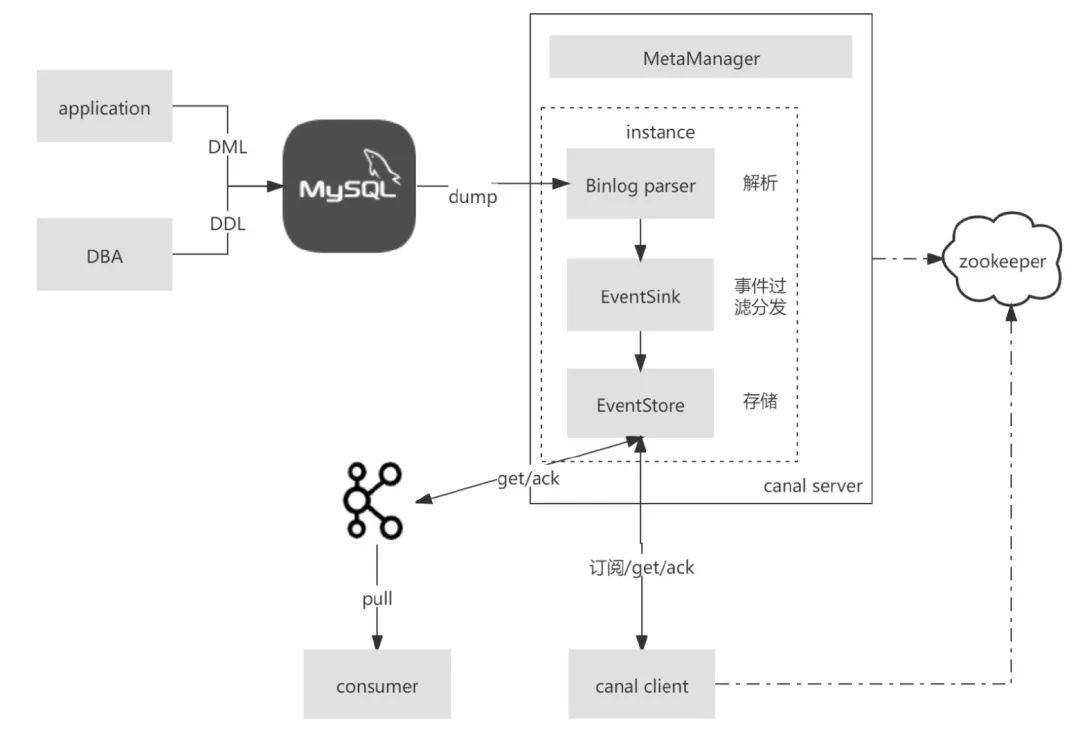 MetaManager
application
instance
DML
Binlog parser
解析
MySQL
dump
DDL
DBA
zookeeper
EventSink
事件过
滤分发
EventStore
存储
get/ack
canal server
订阅/get/ack
pull
consumer
canal client